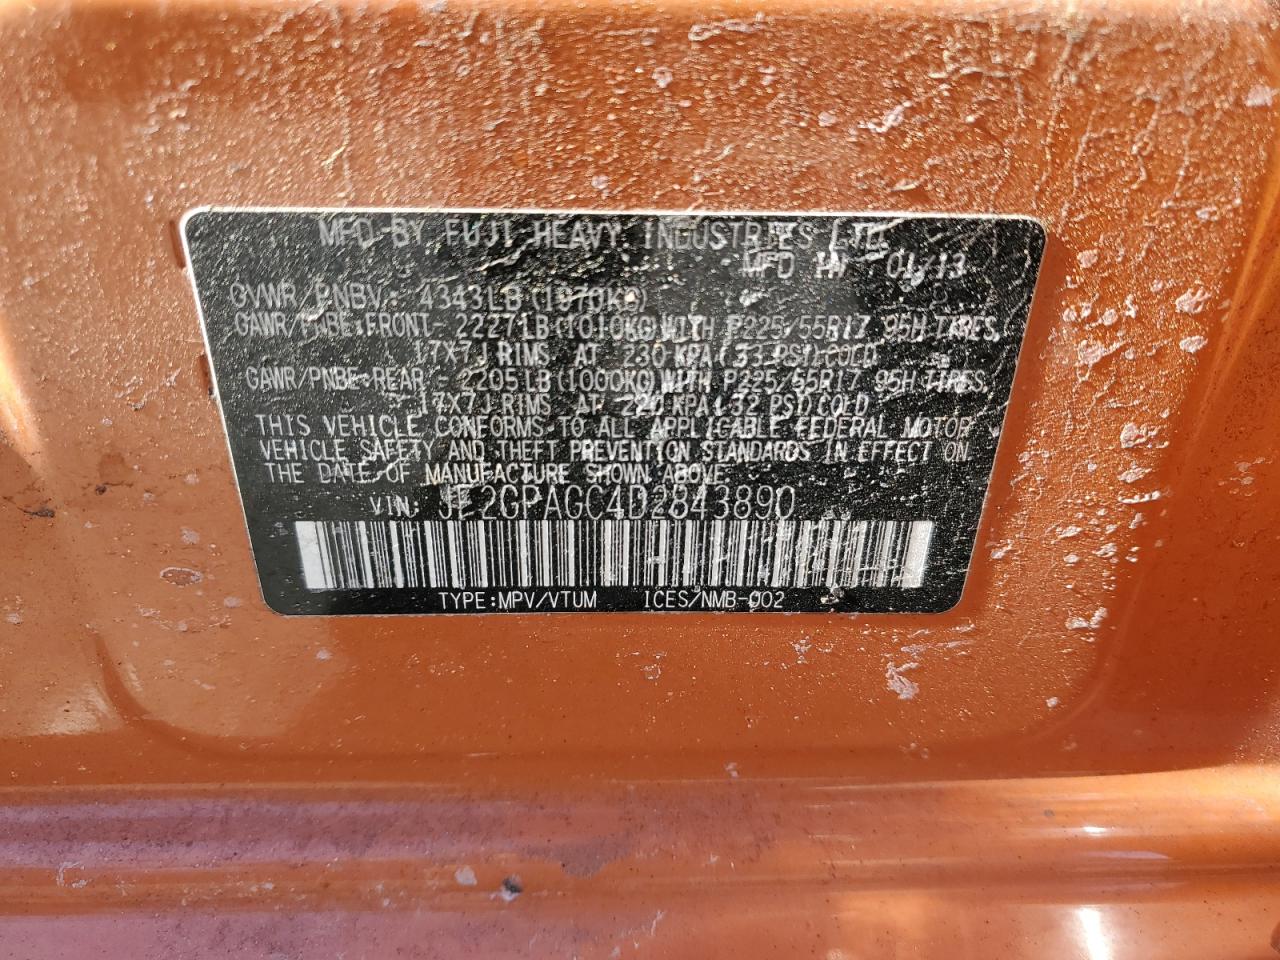 MFD BY FUJI HEAVY INDUSTRIES LTD.
MFD IN 01/13
GVWR/PNBV: 4343LB(1970KG)
GAWR/PNBE:FRONT- 2227LB(1010KG)WITH P225/55R17 95H TIRES,
17X7J RIMS AT 230 KPA(33 PSI)COLD
GAWR/PNBE:REAR - 2205LB(1000KG)WITH P225/55R17 95H TIRES,
17X7J RIMS AT 220 KPA(32 PSI)COLD
THIS VEHICLE CONFORMS TO ALL APPLICABLE FEDERAL MOTOR
VEHICLE SAFETY AND THEFT PREVENTION STANDARDS IN EFFECT ON
THE DATE OF MANUFACTURE SHOWN ABOVE.
VIN: JF2GPAGC4D2843890
TYPE:MPV/VTUM ICES/NMB-002